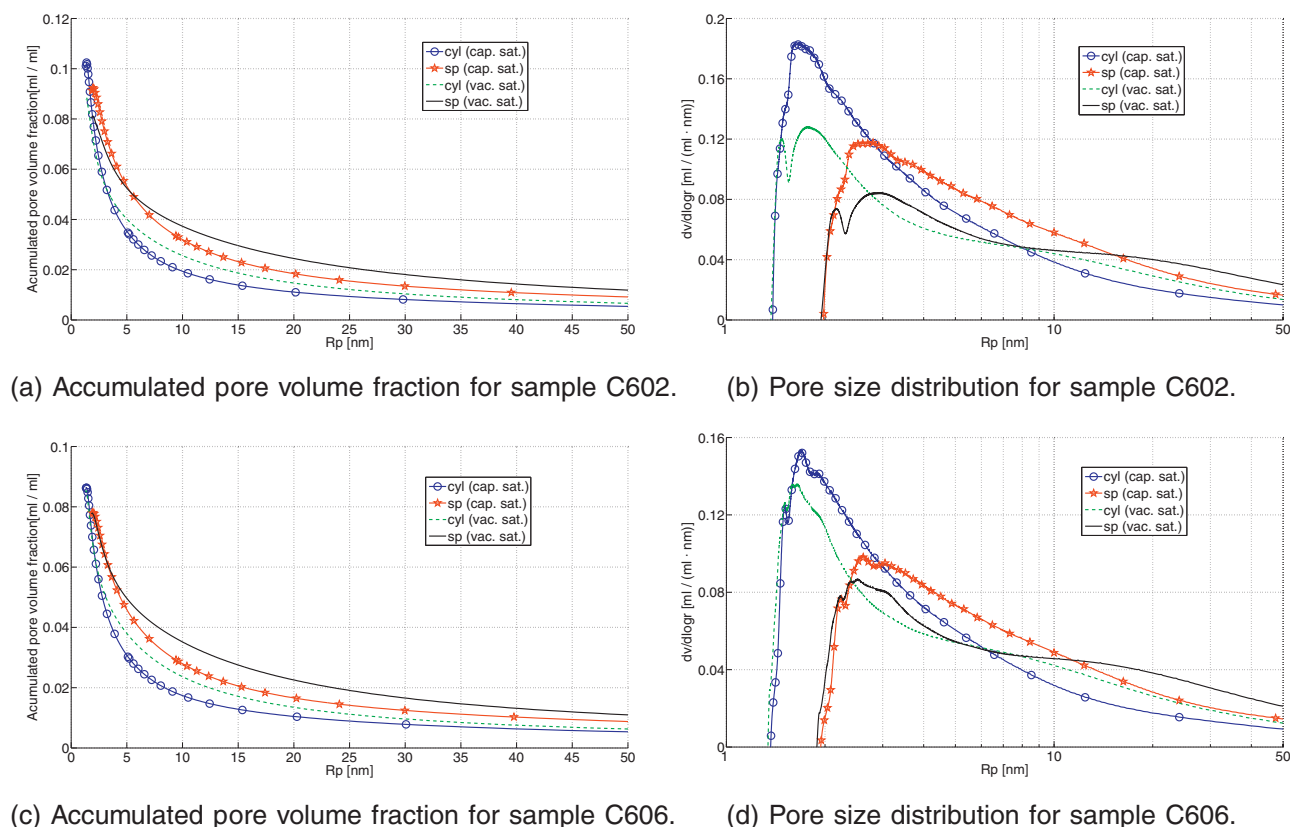 0.12
0.1
0.08
0.06
0.04
0.02
0
Accumulated pore volume fraction[ml / ml]
0 5 10 15 20 25 30 35 40 45 50
Rp [nm]
cyl (cap. sat.)
sp (cap. sat.)
cyl (vac. sat.)
sp (vac. sat.)
(a) Accumulated pore volume fraction for sample C602.
0.2
0.16
0.12
0.08
0.04
0
dv/dlogr [ml / (ml · nm)]
1 10 50
Rp [nm]
cyl (cap. sat.)
sp (cap. sat.)
cyl (vac. sat.)
sp (vac. sat.)
(b) Pore size distribution for sample C602.
0.1
0.08
0.06
0.04
0.02
0
Acumulated pore volume fraction[ml / ml]
0 5 10 15 20 25 30 35 40 45 50
Rp [nm]
cyl (cap. sat.)
sp (cap. sat.)
cyl (vac. sat.)
sp (vac. sat.)
(c) Accumulated pore volume fraction for sample C606.
0.16
0.12
0.08
0.04
0
dv/dlogr [ml / (ml · nm)]
1 10 50
Rp [nm]
cyl (cap. sat.)
sp (cap. sat.)
cyl (vac. sat.)
sp (vac. sat.)
(d) Pore size distribution for sample C606.